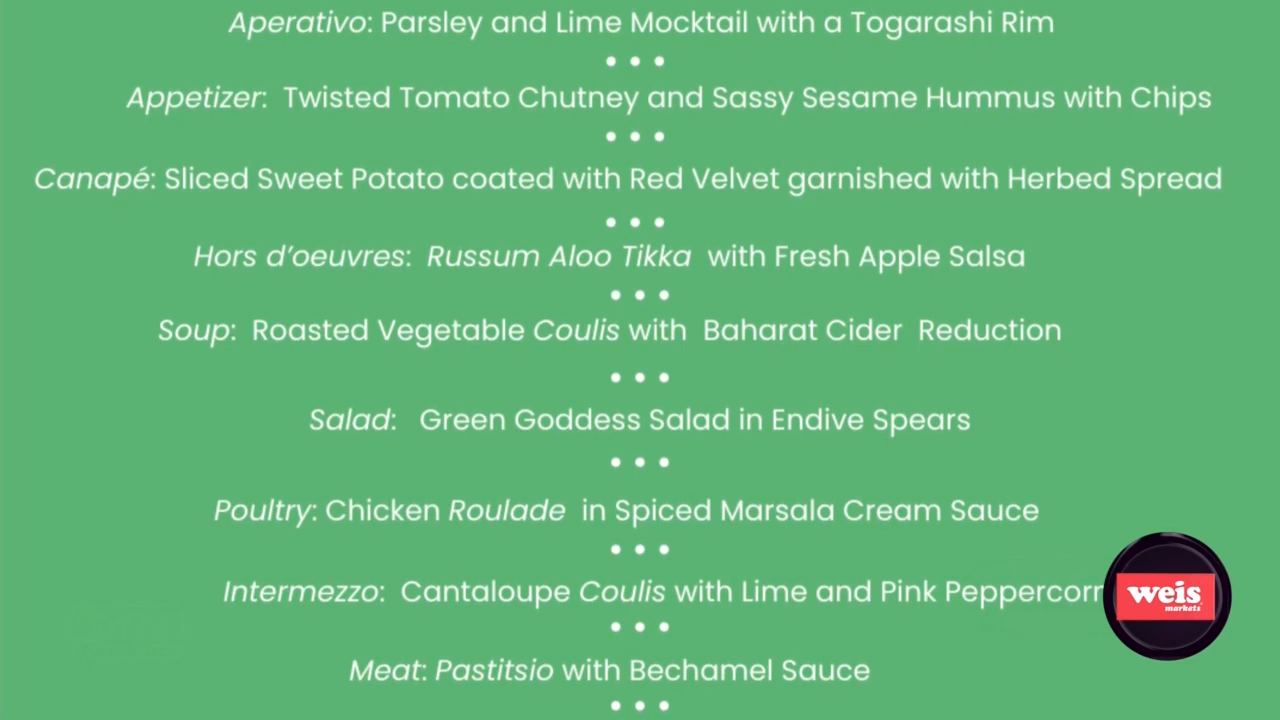 Aperativo: Parsley and Lime Mocktail with a Togarashi Rim
Appetizer: Twisted Tomato Chutney and Sassy Sesame Hummus with Chips
Canapé: Sliced Sweet Potato coated with Red Velvet garnished with Herbed Spread
Hors d’oeuvres: Russum Aloo Tikka with Fresh Apple Salsa
Soup: Roasted Vegetable Coulis with Baharat Cider Reduction
Salad: Green Goddess Salad in Endive Spears
Poultry: Chicken Roulade in Spiced Marsala Cream Sauce
Intermezzo: Cantaloupe Coulis with Lime and Pink Peppercorn
weis
markets
Meat: Pastitsio with Bechamel Sauce